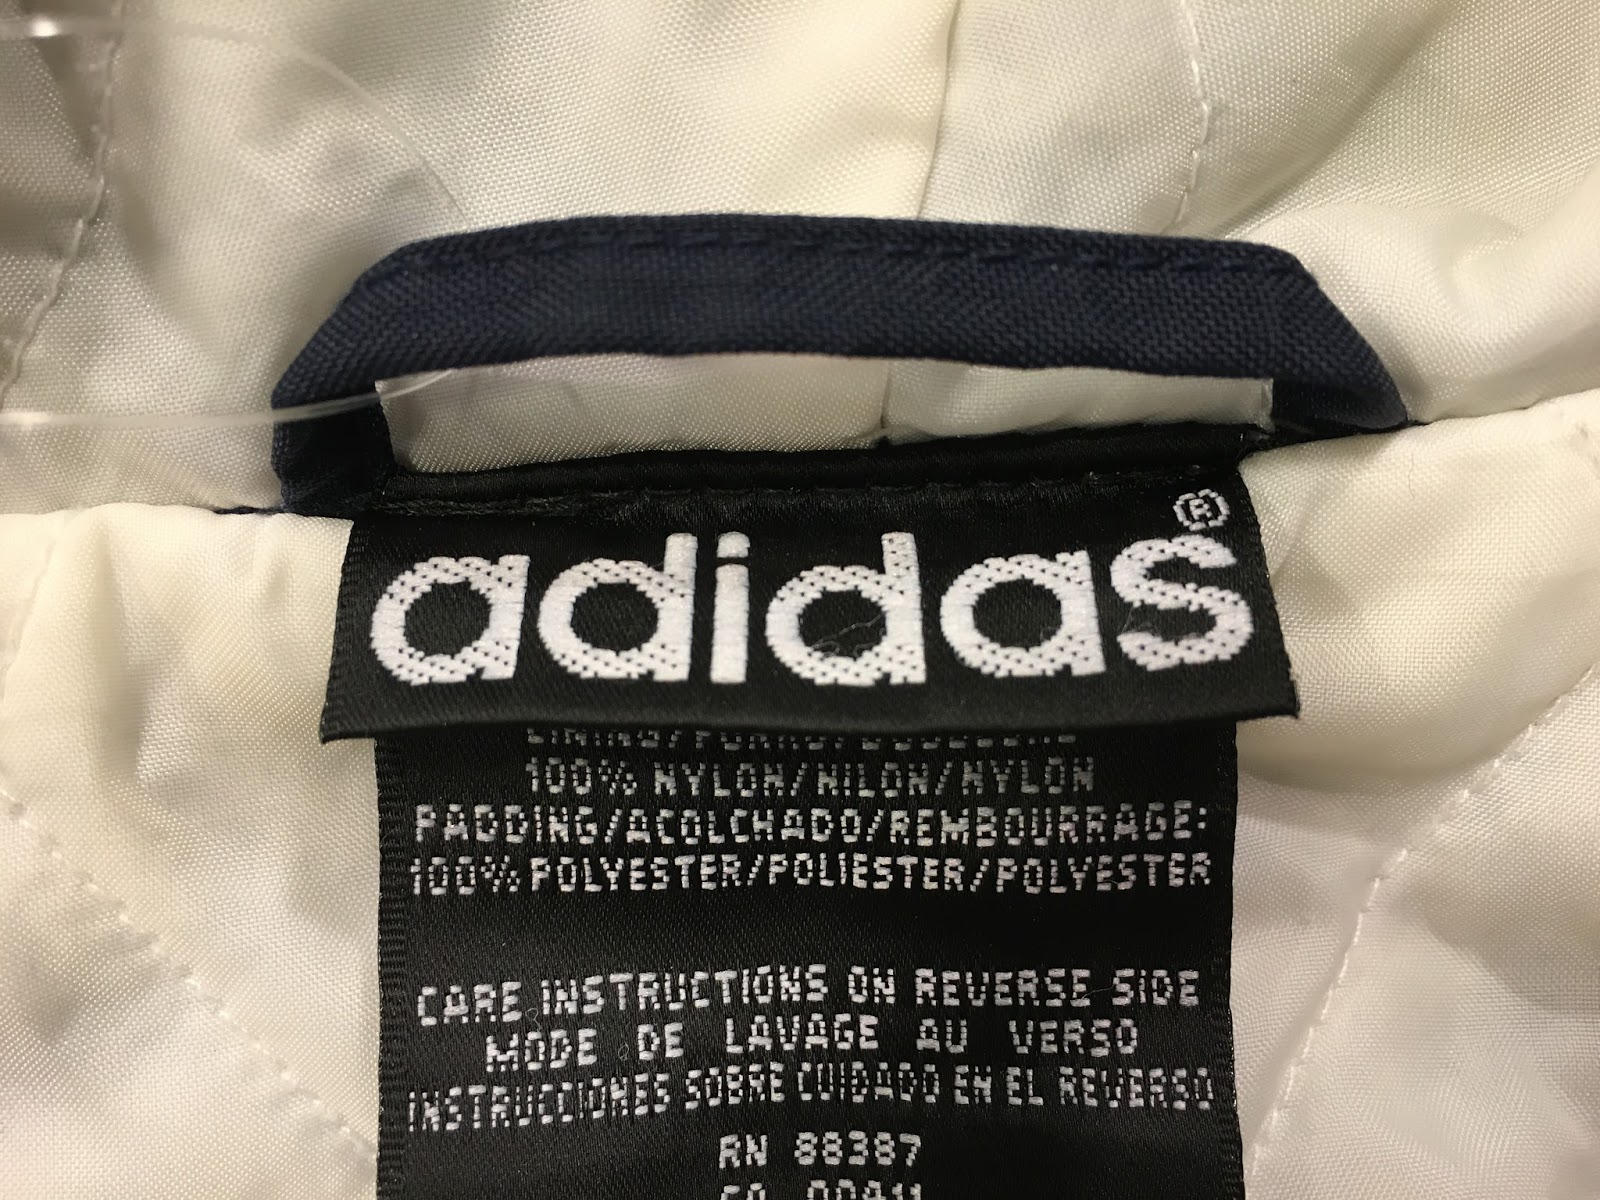 adidas®
100% NYLON/NILON/NYLON
PADDING/ACOLCHADO/REMBOURRAGE:
100% POLYESTER/POLIESTER/POLYESTER
CARE INSTRUCTIONS ON REVERSE SIDE
MODE DE LAVAGE AU VERSO
INSTRUCCIONES SOBRE CUIDADO EN EL REVERSO
RN 88387